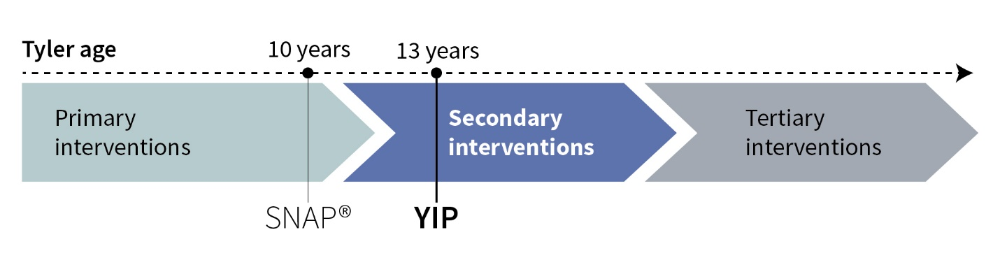 Tyler age
10 years
13 years
Primary
interventions
Secondary
interventions
Tertiary
interventions
SNAP®
YIP